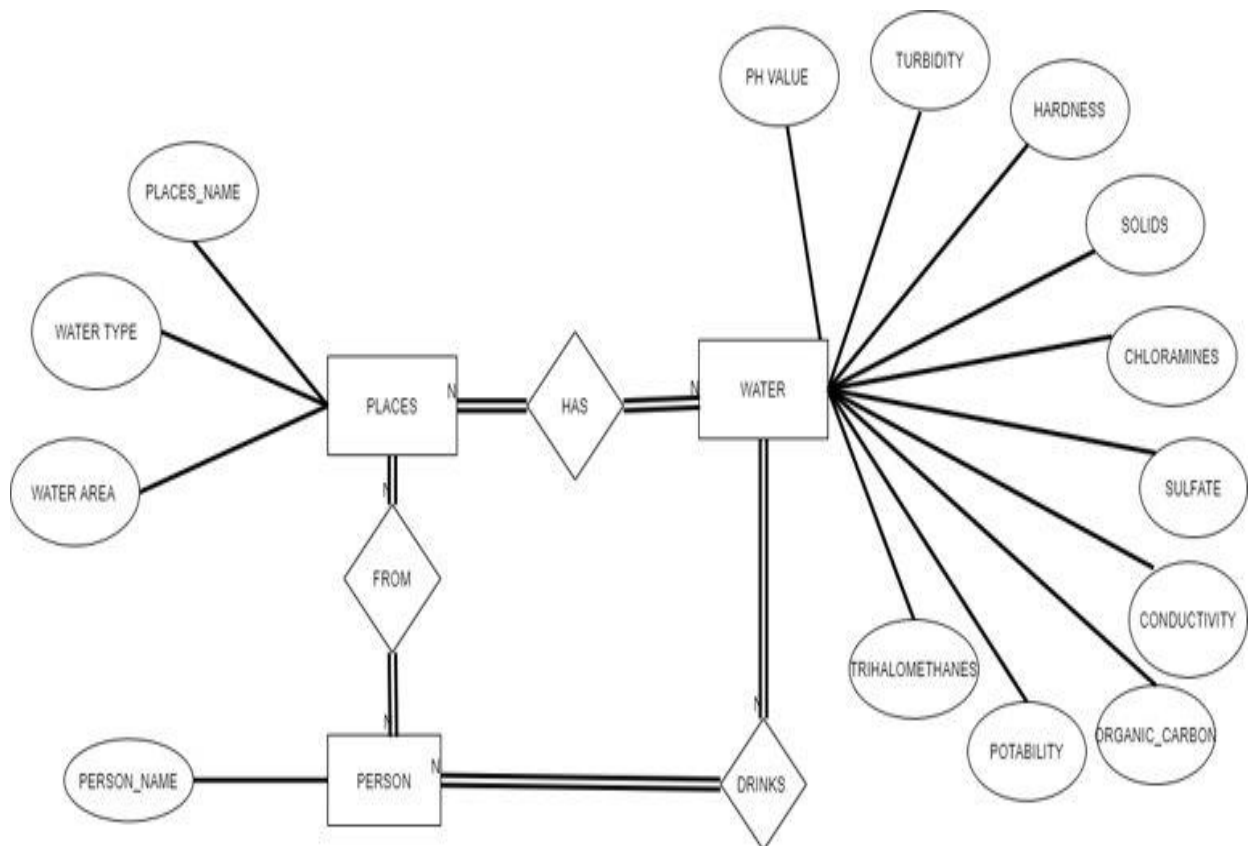 PH VALUE
TURBIDITY
HARDNESS
PLACES_NAME
SOLIDS
WATER TYPE
CHLORAMINES
N
N
PLACES
HAS
WATER
WATER AREA
N
SULFATE
FROM
CONDUCTIVITY
TRIHALOMETHANES
N
N
POTABILITY
ORGANIC_CARBON
N
PERSON_NAME
PERSON
DRINKS